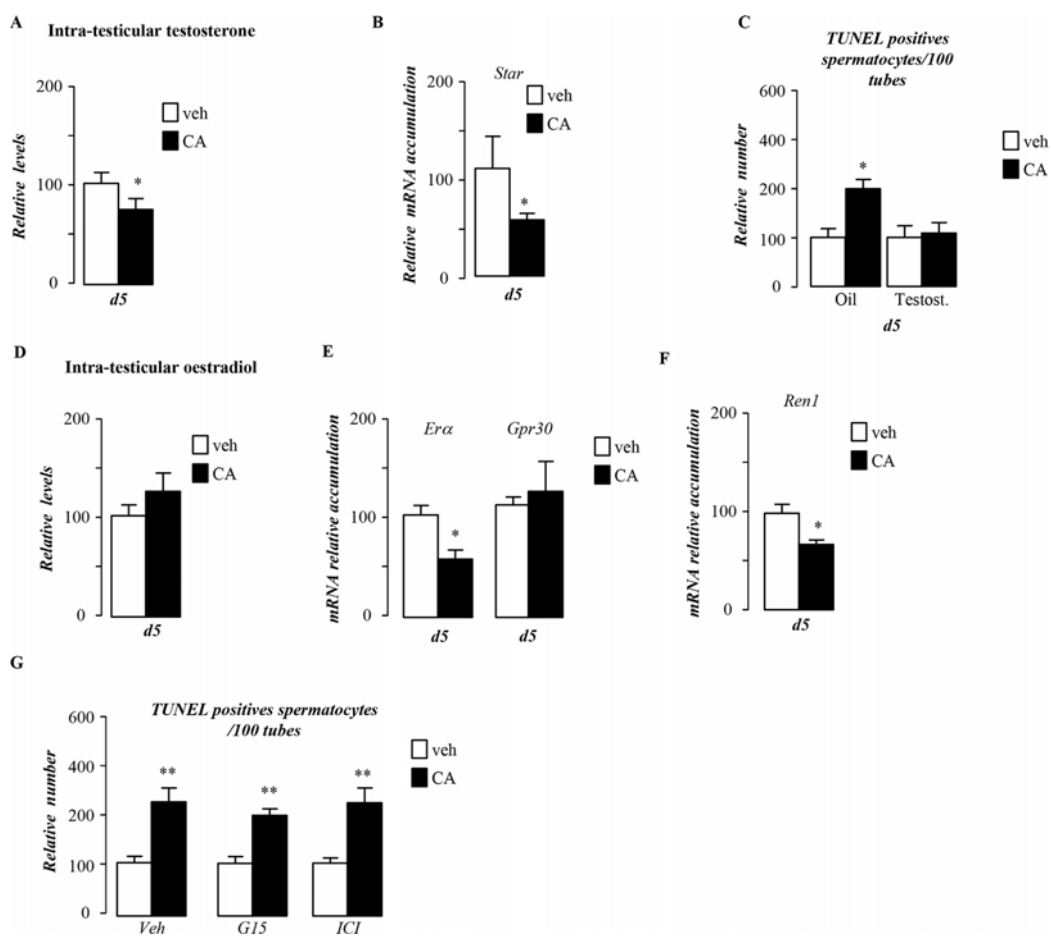 A
Intra-testicular testosterone
Relative levels
200
100
0
*
d5
veh
CA
B
Star
Relative mRNA accumulation
200
100
0
*
d5
veh
CA
C
TUNEL positives
spermatocytes/100
tubes
Relative number
600
400
200
100
0
*
Oil
Testost.
d5
veh
CA
D
Intra-testicular oestradiol
Relative levels
200
100
0
d5
veh
CA
E
Erα
Gpr30
mRNA relative accumulation
200
100
0
*
d5
d5
veh
CA
F
Ren1
mRNA relative accumulation
200
100
0
*
d5
veh
CA
G
TUNEL positives spermatocytes
/100 tubes
Relative number
600
400
200
100
0
**
**
**
Veh
G15
ICI
veh
CA